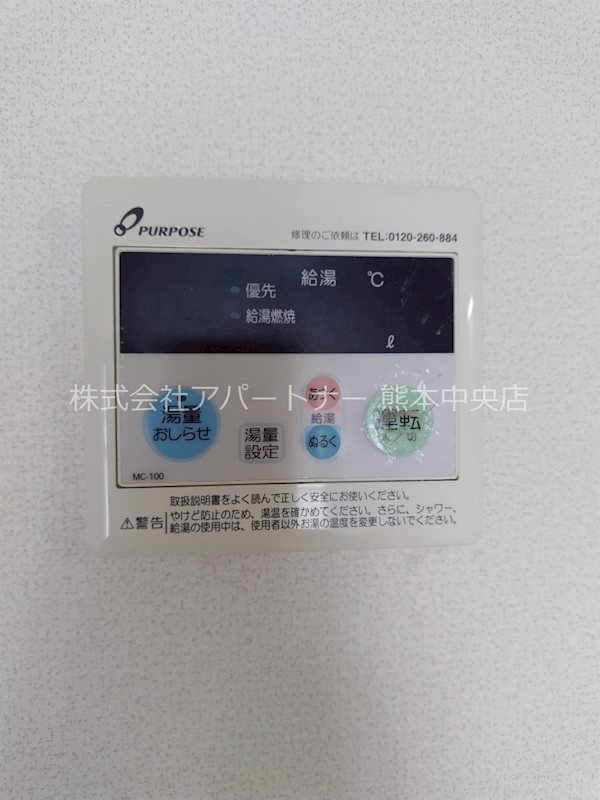 PURPOSE
修理のご依頼は TEL:0120-260-884
給湯 ℃
優先
給湯燃焼
ℓ
株式会社アパートナー 熊本中央店
湯量
おしらせ
湯量
設定
あつく
給湯
ぬるく
運転
入/切
MC-100
取扱説明書をよく読んで正しく安全にお使いください。
⚠警告
やけど防止のため、湯温を確かめてください。さらに、シャワー、
給湯の使用中は、使用者以外お湯の温度を変更しないでください。